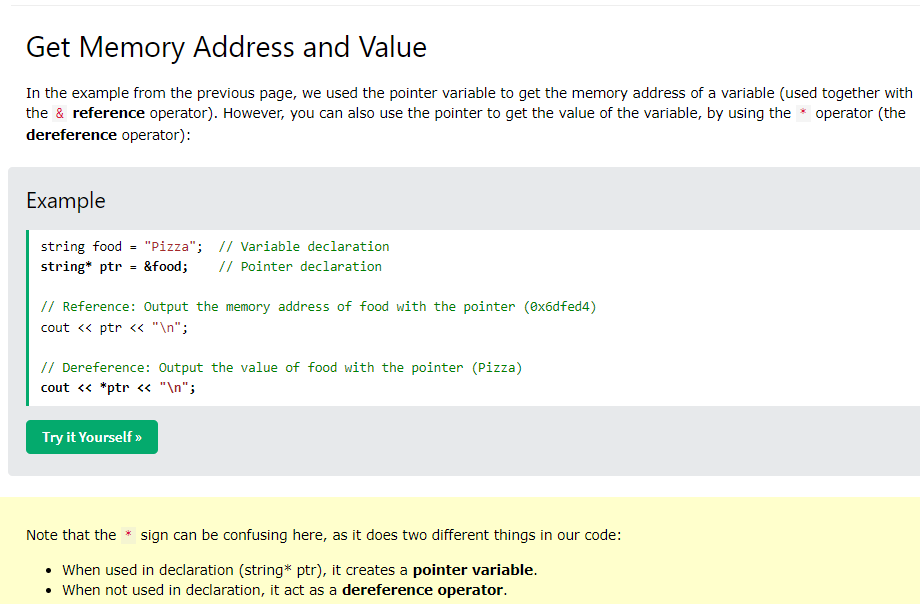 Get Memory Address and Value
In the example from the previous page, we used the pointer variable to get the memory address of a variable (used together with
the & reference operator). However, you can also use the pointer to get the value of the variable, by using the * operator (the
dereference operator):
Example
string food = "Pizza";  // Variable declaration
string* ptr = &food;    // Pointer declaration
// Reference: Output the memory address of food with the pointer (0x6dfed4)
cout << ptr << "\n";
// Dereference: Output the value of food with the pointer (Pizza)
cout << *ptr << "\n";
Try it Yourself »
Note that the * sign can be confusing here, as it does two different things in our code:
• When used in declaration (string* ptr), it creates a pointer variable.
• When not used in declaration, it act as a dereference operator.